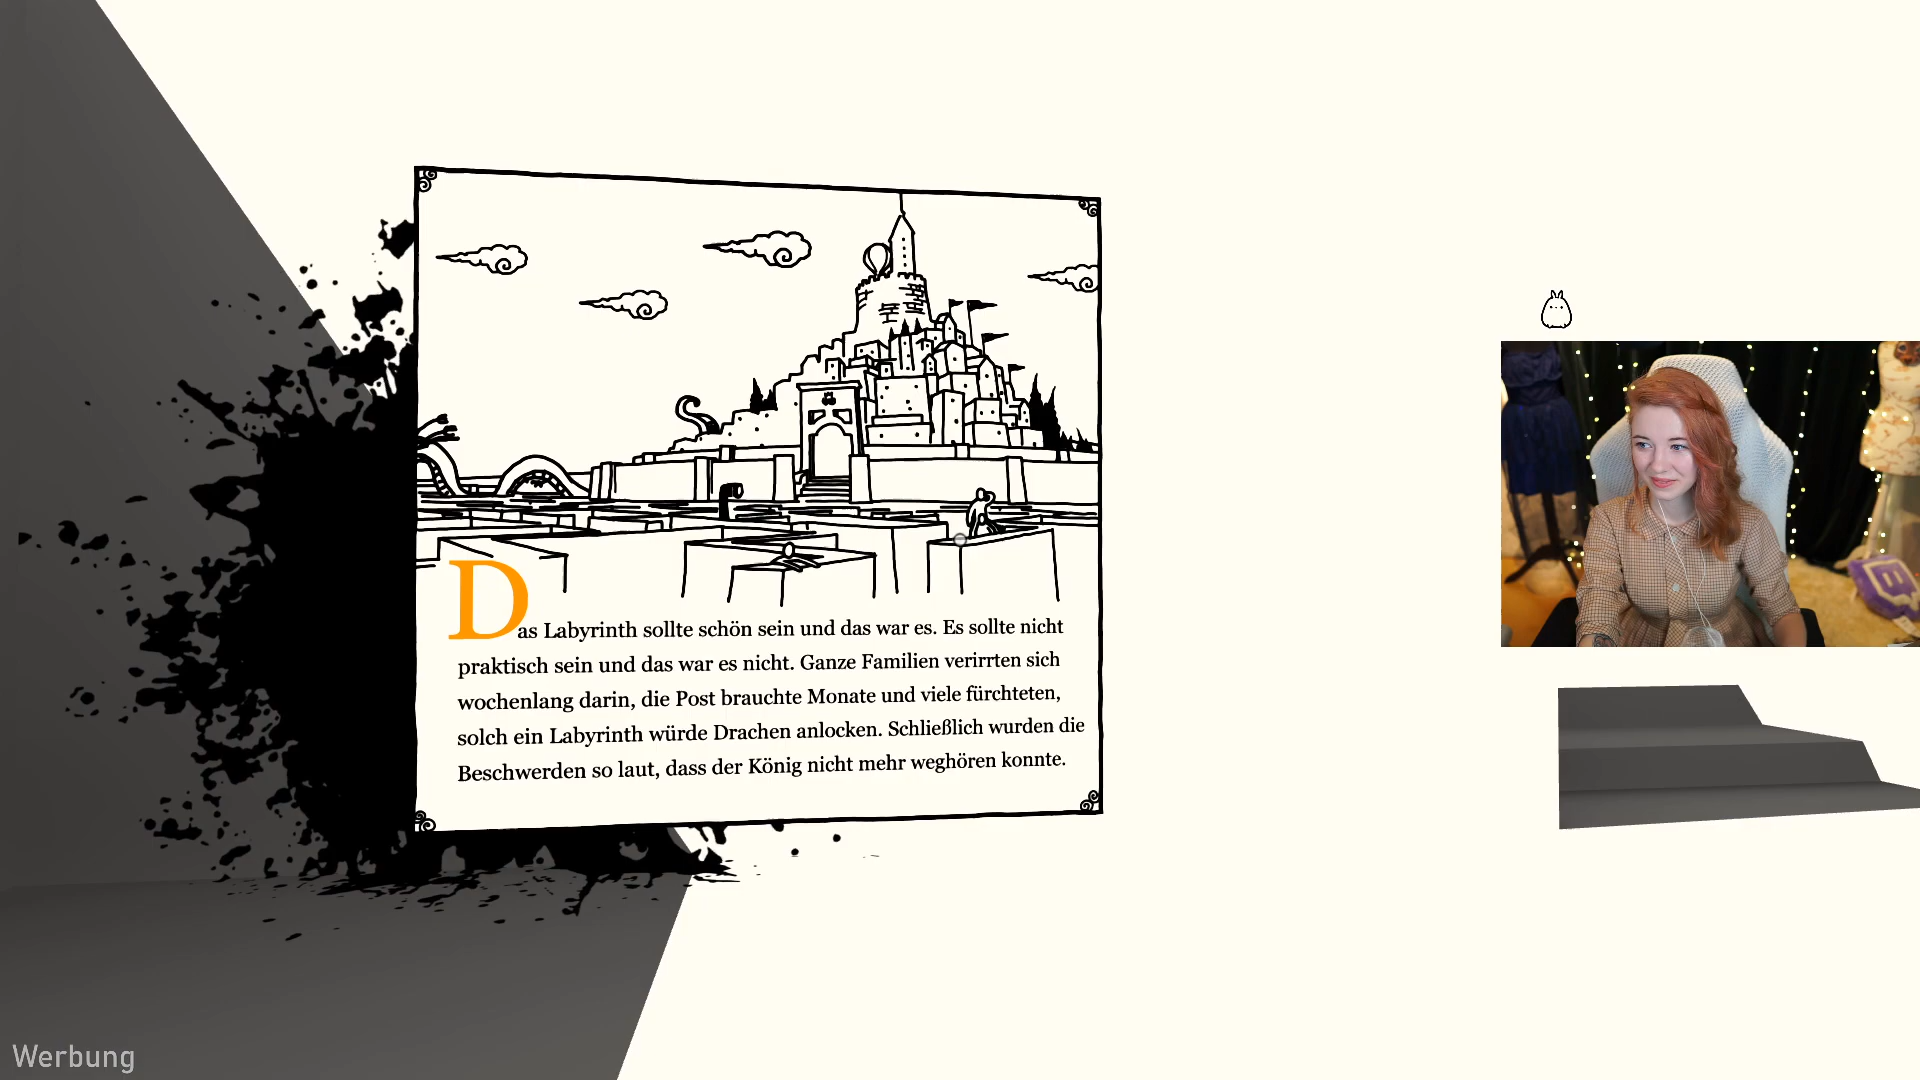 Das Labyrinth sollte schön sein und das war es. Es sollte nicht
praktisch sein und das war es nicht. Ganze Familien verirrten sich
wochenlang darin, die Post brauchte Monate und viele fürchteten,
solch ein Labyrinth würde Drachen anlocken. Schließlich wurden die
Beschwerden so laut, dass der König nicht mehr weghören konnte.
Werbung